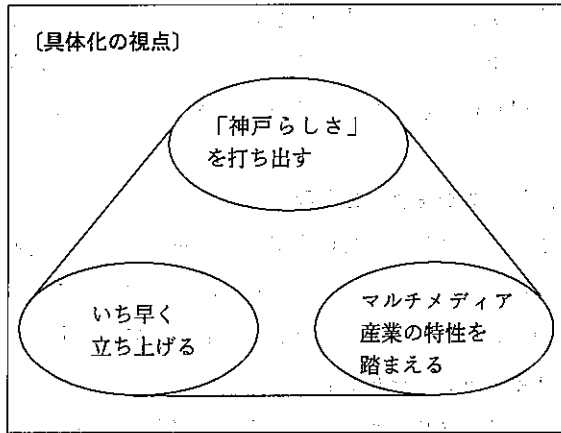 〔具体化の視点〕
「神戸らしさ」
を打ち出す
いち早く
立ち上げる
マルチメディア
産業の特性を
踏まえる